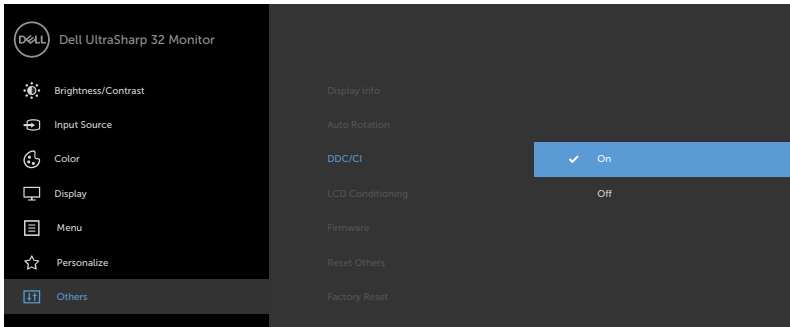 DELL Dell UltraSharp 32 Monitor
Brightness/Contrast
Input Source
Color
Display
Menu
Personalize
Others
Display Info
Auto Rotation
DDC/CI
LCD Conditioning
Firmware
Reset Others
Factory Reset
On
Off